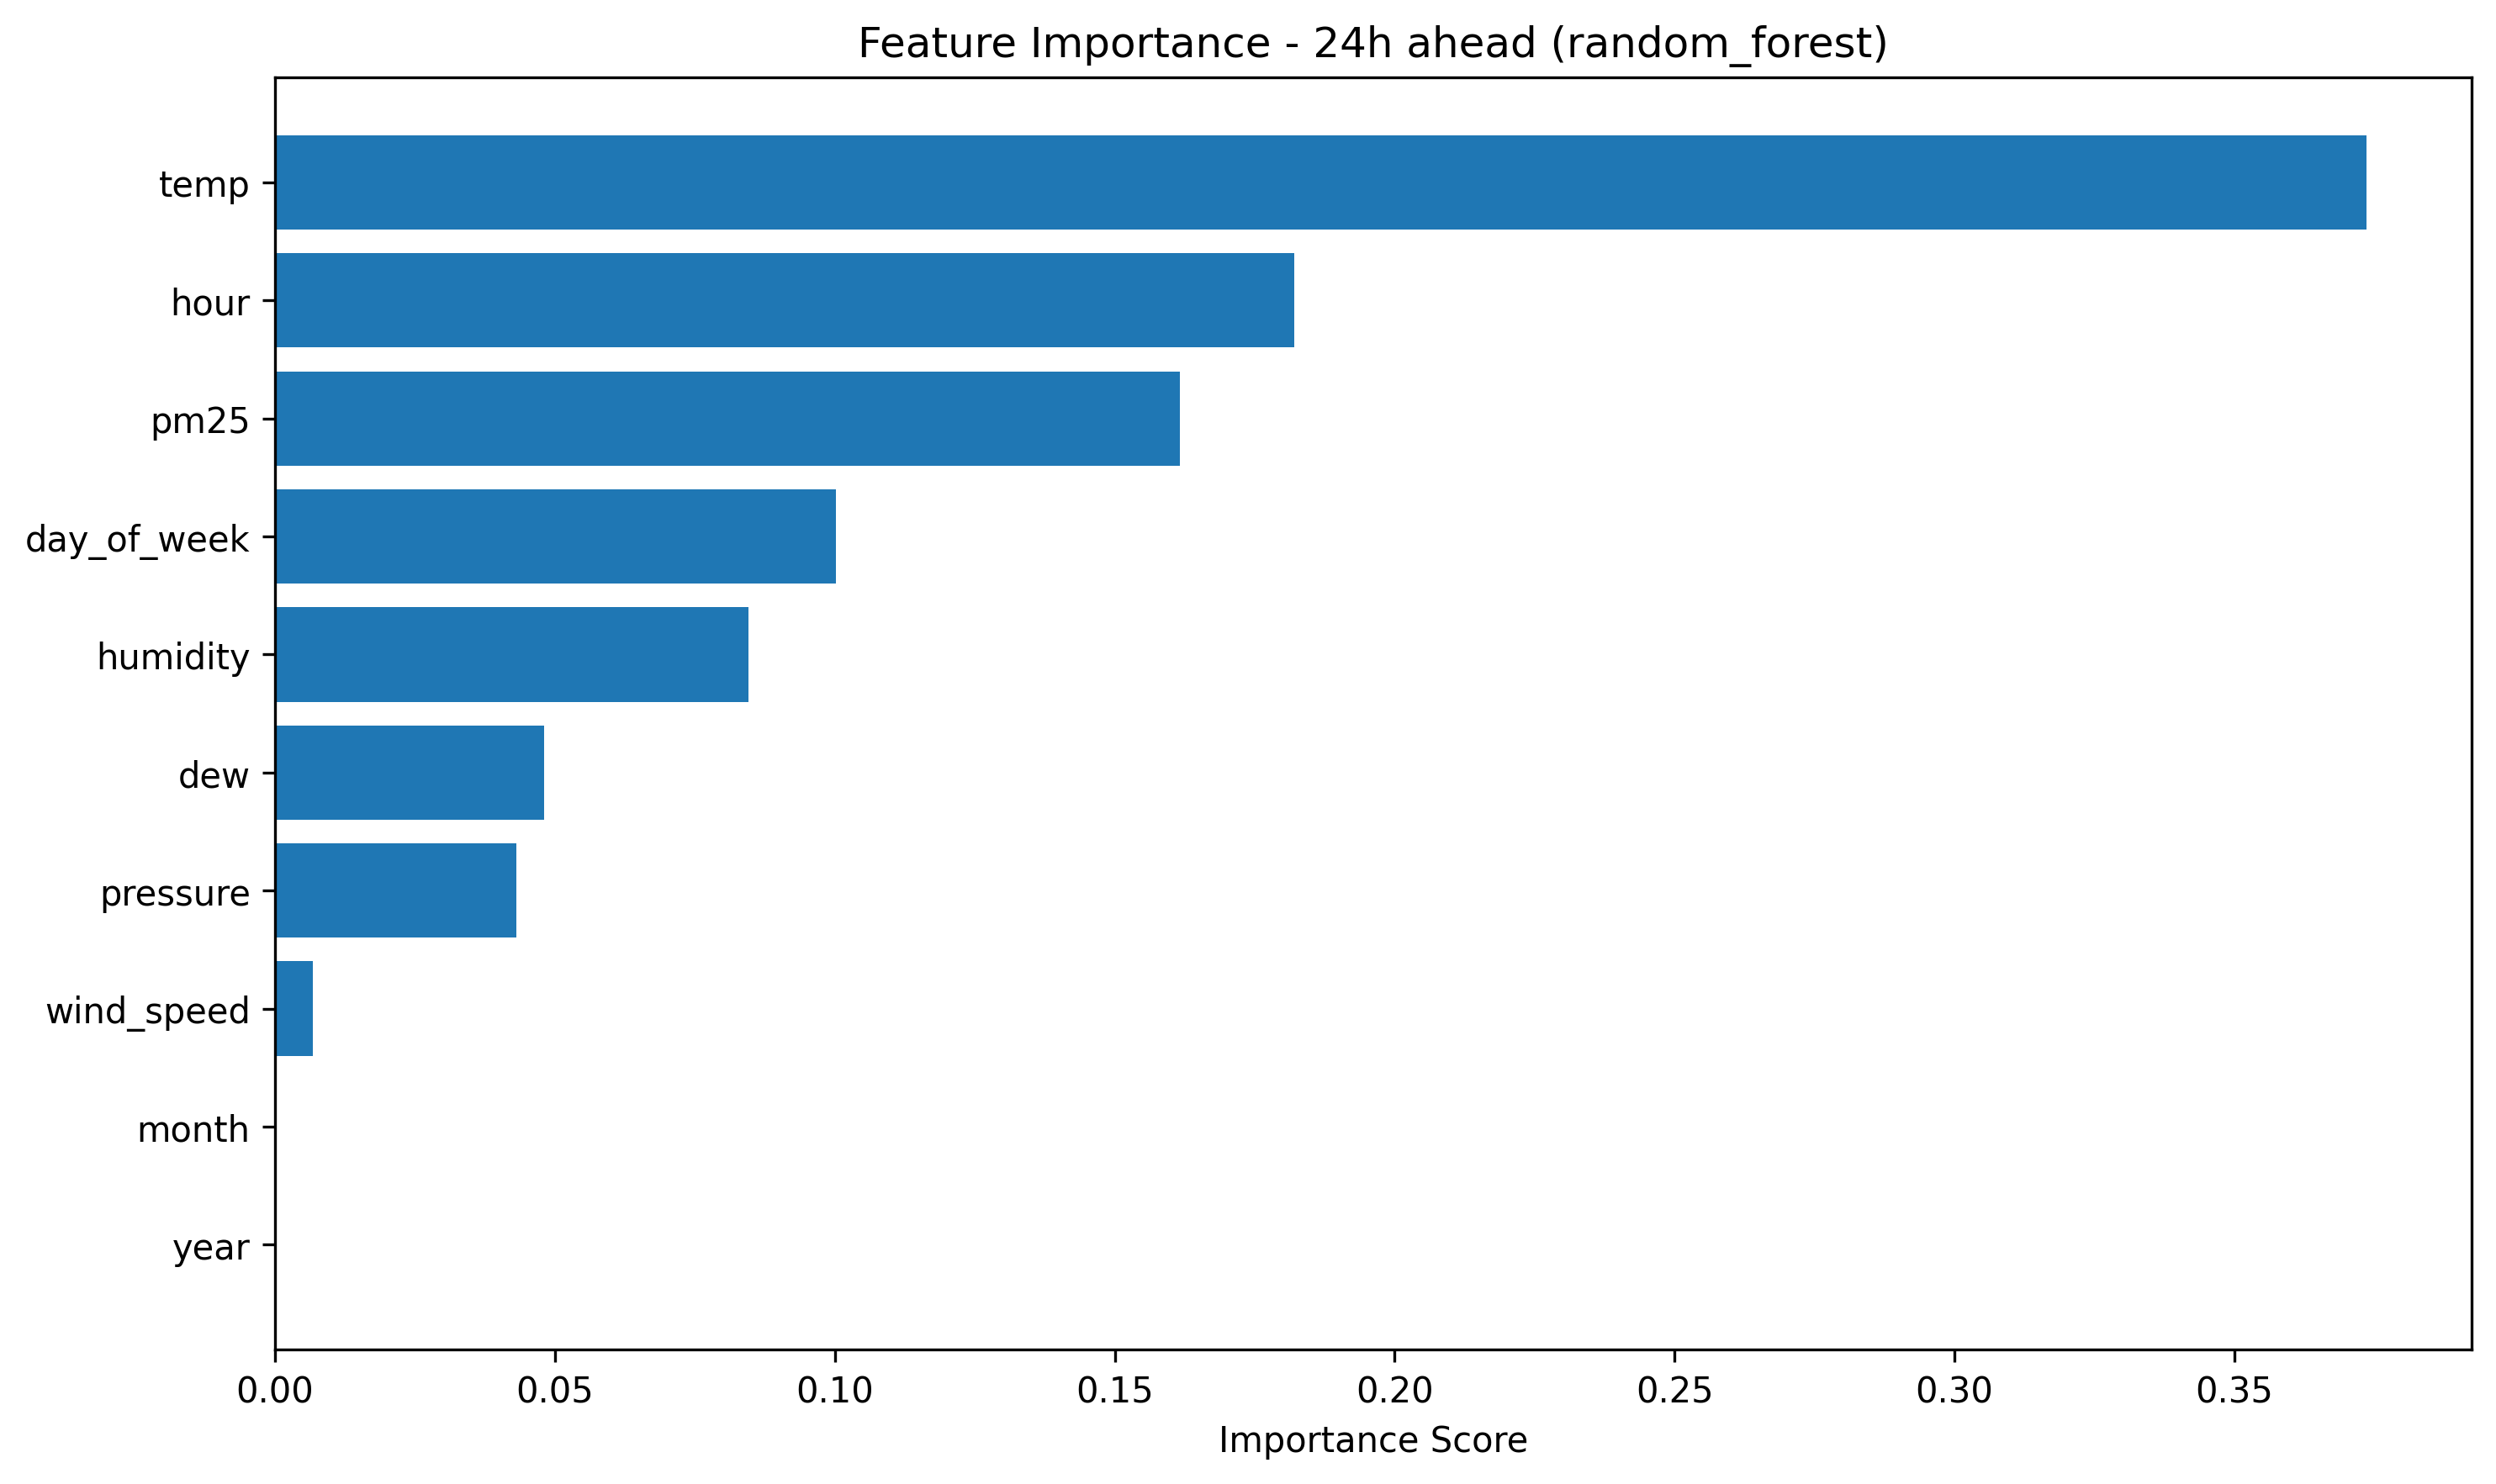 Feature Importance - 24h ahead (random_forest)
temp
hour
pm25
day_of_week
humidity
dew
pressure
wind_speed
month
year
0.00 0.05 0.10 0.15 0.20 0.25 0.30 0.35
Importance Score